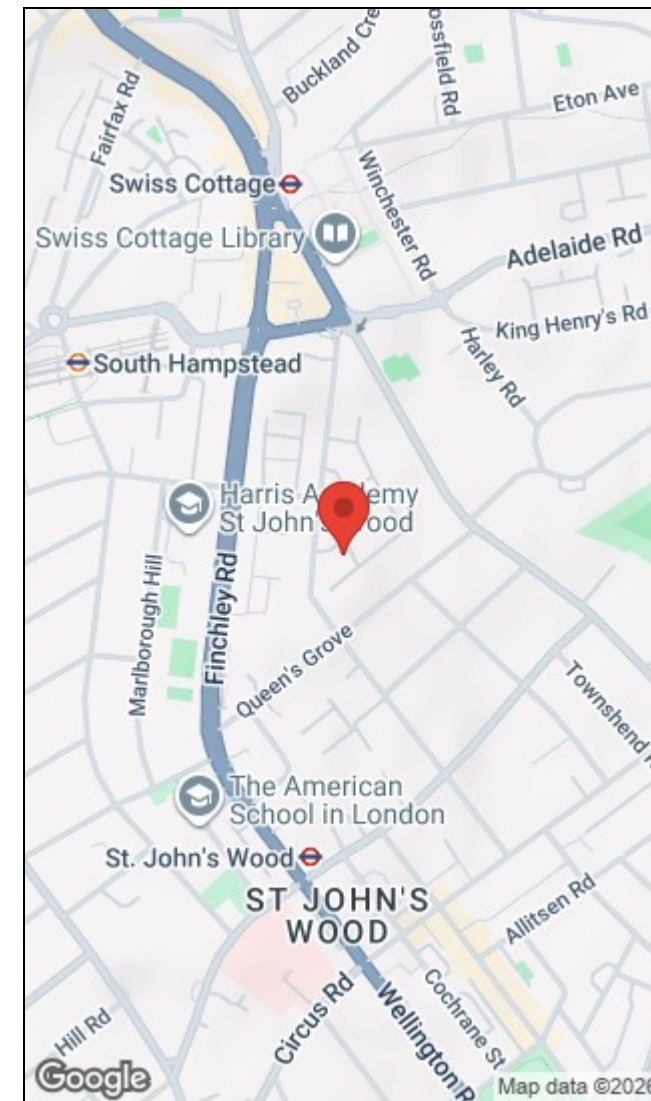 Buckland Cre
ossfield Rd
Fairfax Rd
Eton Ave
Winchester Rd
Swiss Cottage
Swiss Cottage Library
Adelaide Rd
King Henry's Rd
Harley Rd
South Hampstead
Harris Academy
St John's Wood
Marlborough Hill
Finchley Rd
Queen's Grove
Townshend R
The American
School in London
St. John's Wood
ST JOHN'S
WOOD
Allitsen Rd
Cochrane St
Circus Rd
Wellington R
Hill Rd
Google
Map data ©2026